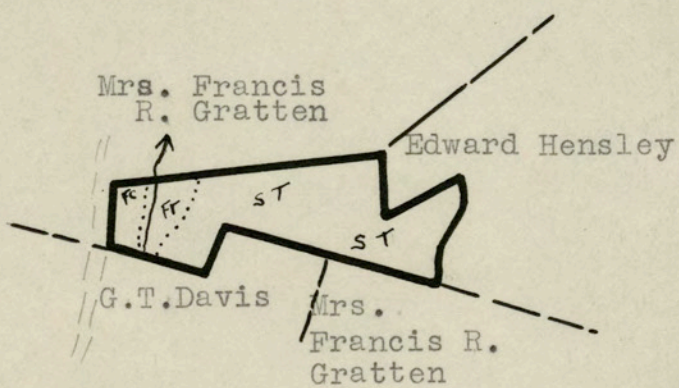 Mrs. Francis
R. Gratten
Edward Hensley
FC
FT
ST
ST
G.T.Davis
Mrs.
Francis R.
Gratten